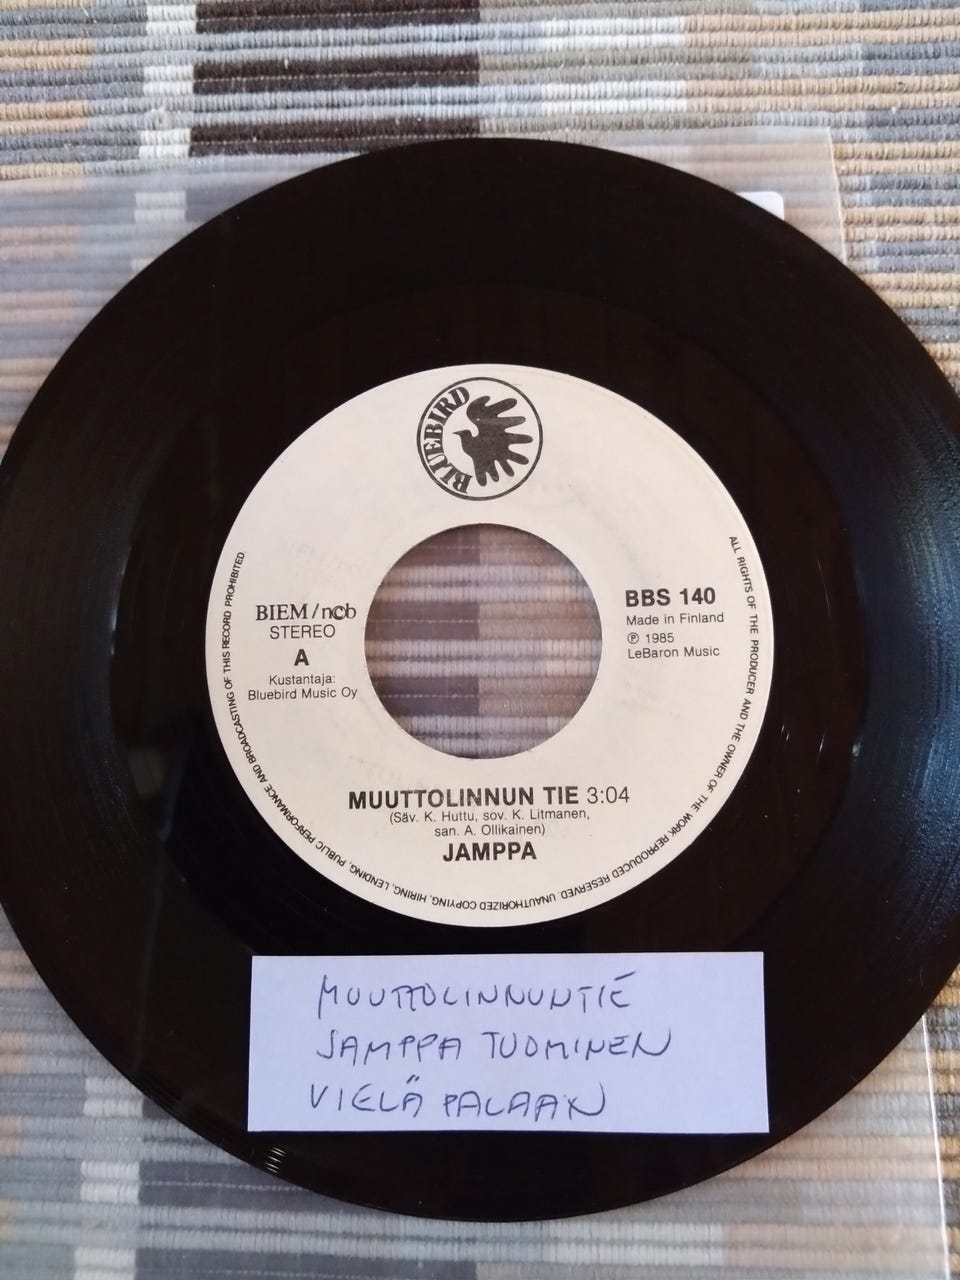 BLUEBIRD
BIEM/ncb
STEREO
A
Kustantaja:
Bluebird Music Oy
BBS 140
Made in Finland
Ⓟ 1985
LeBaron Music
MUUTTOLINNUN TIE 3:04
(Säv. K. Huttu, sov. K. Litmanen,
san. A. Ollikainen)
JAMPPA
ALL RIGHTS OF THE PRODUCER AND THE OWNER OF THE WORK REPRODUCED RESERVED. UNAUTHORIZED COPYING, HIRING, LENDING, PUBLIC PERFORMANCE AND BROADCASTING OF THIS RECORD PROHIBITED.
MUUTTOLINNUNTIE
JAMPPA TUOMINEN
VIELÄ PALAAN